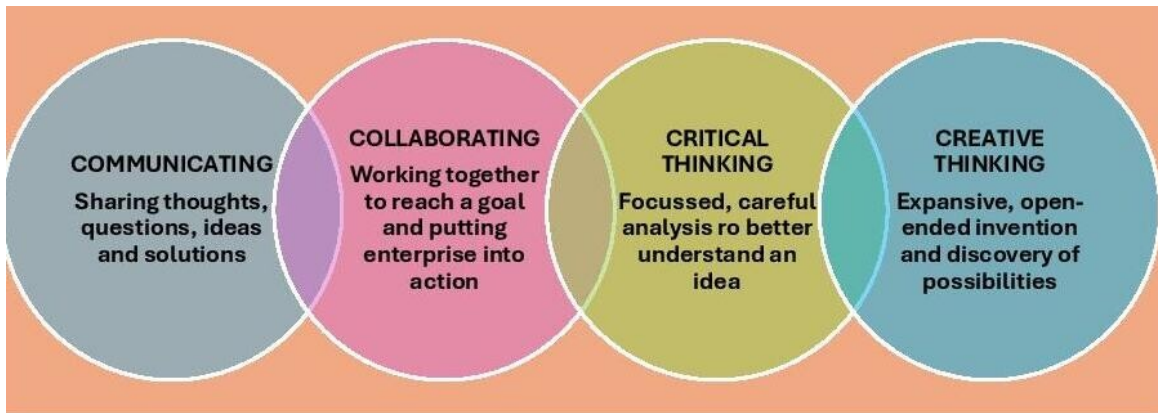 COMMUNICATING
Sharing thoughts,
questions, ideas
and solutions
COLLABORATING
Working together
to reach a goal
and putting
enterprise into
action
CRITICAL
THINKING
Focussed, careful
analysis ro better
understand an
idea
CREATIVE
THINKING
Expansive, open-
ended invention
and discovery of
possibilities